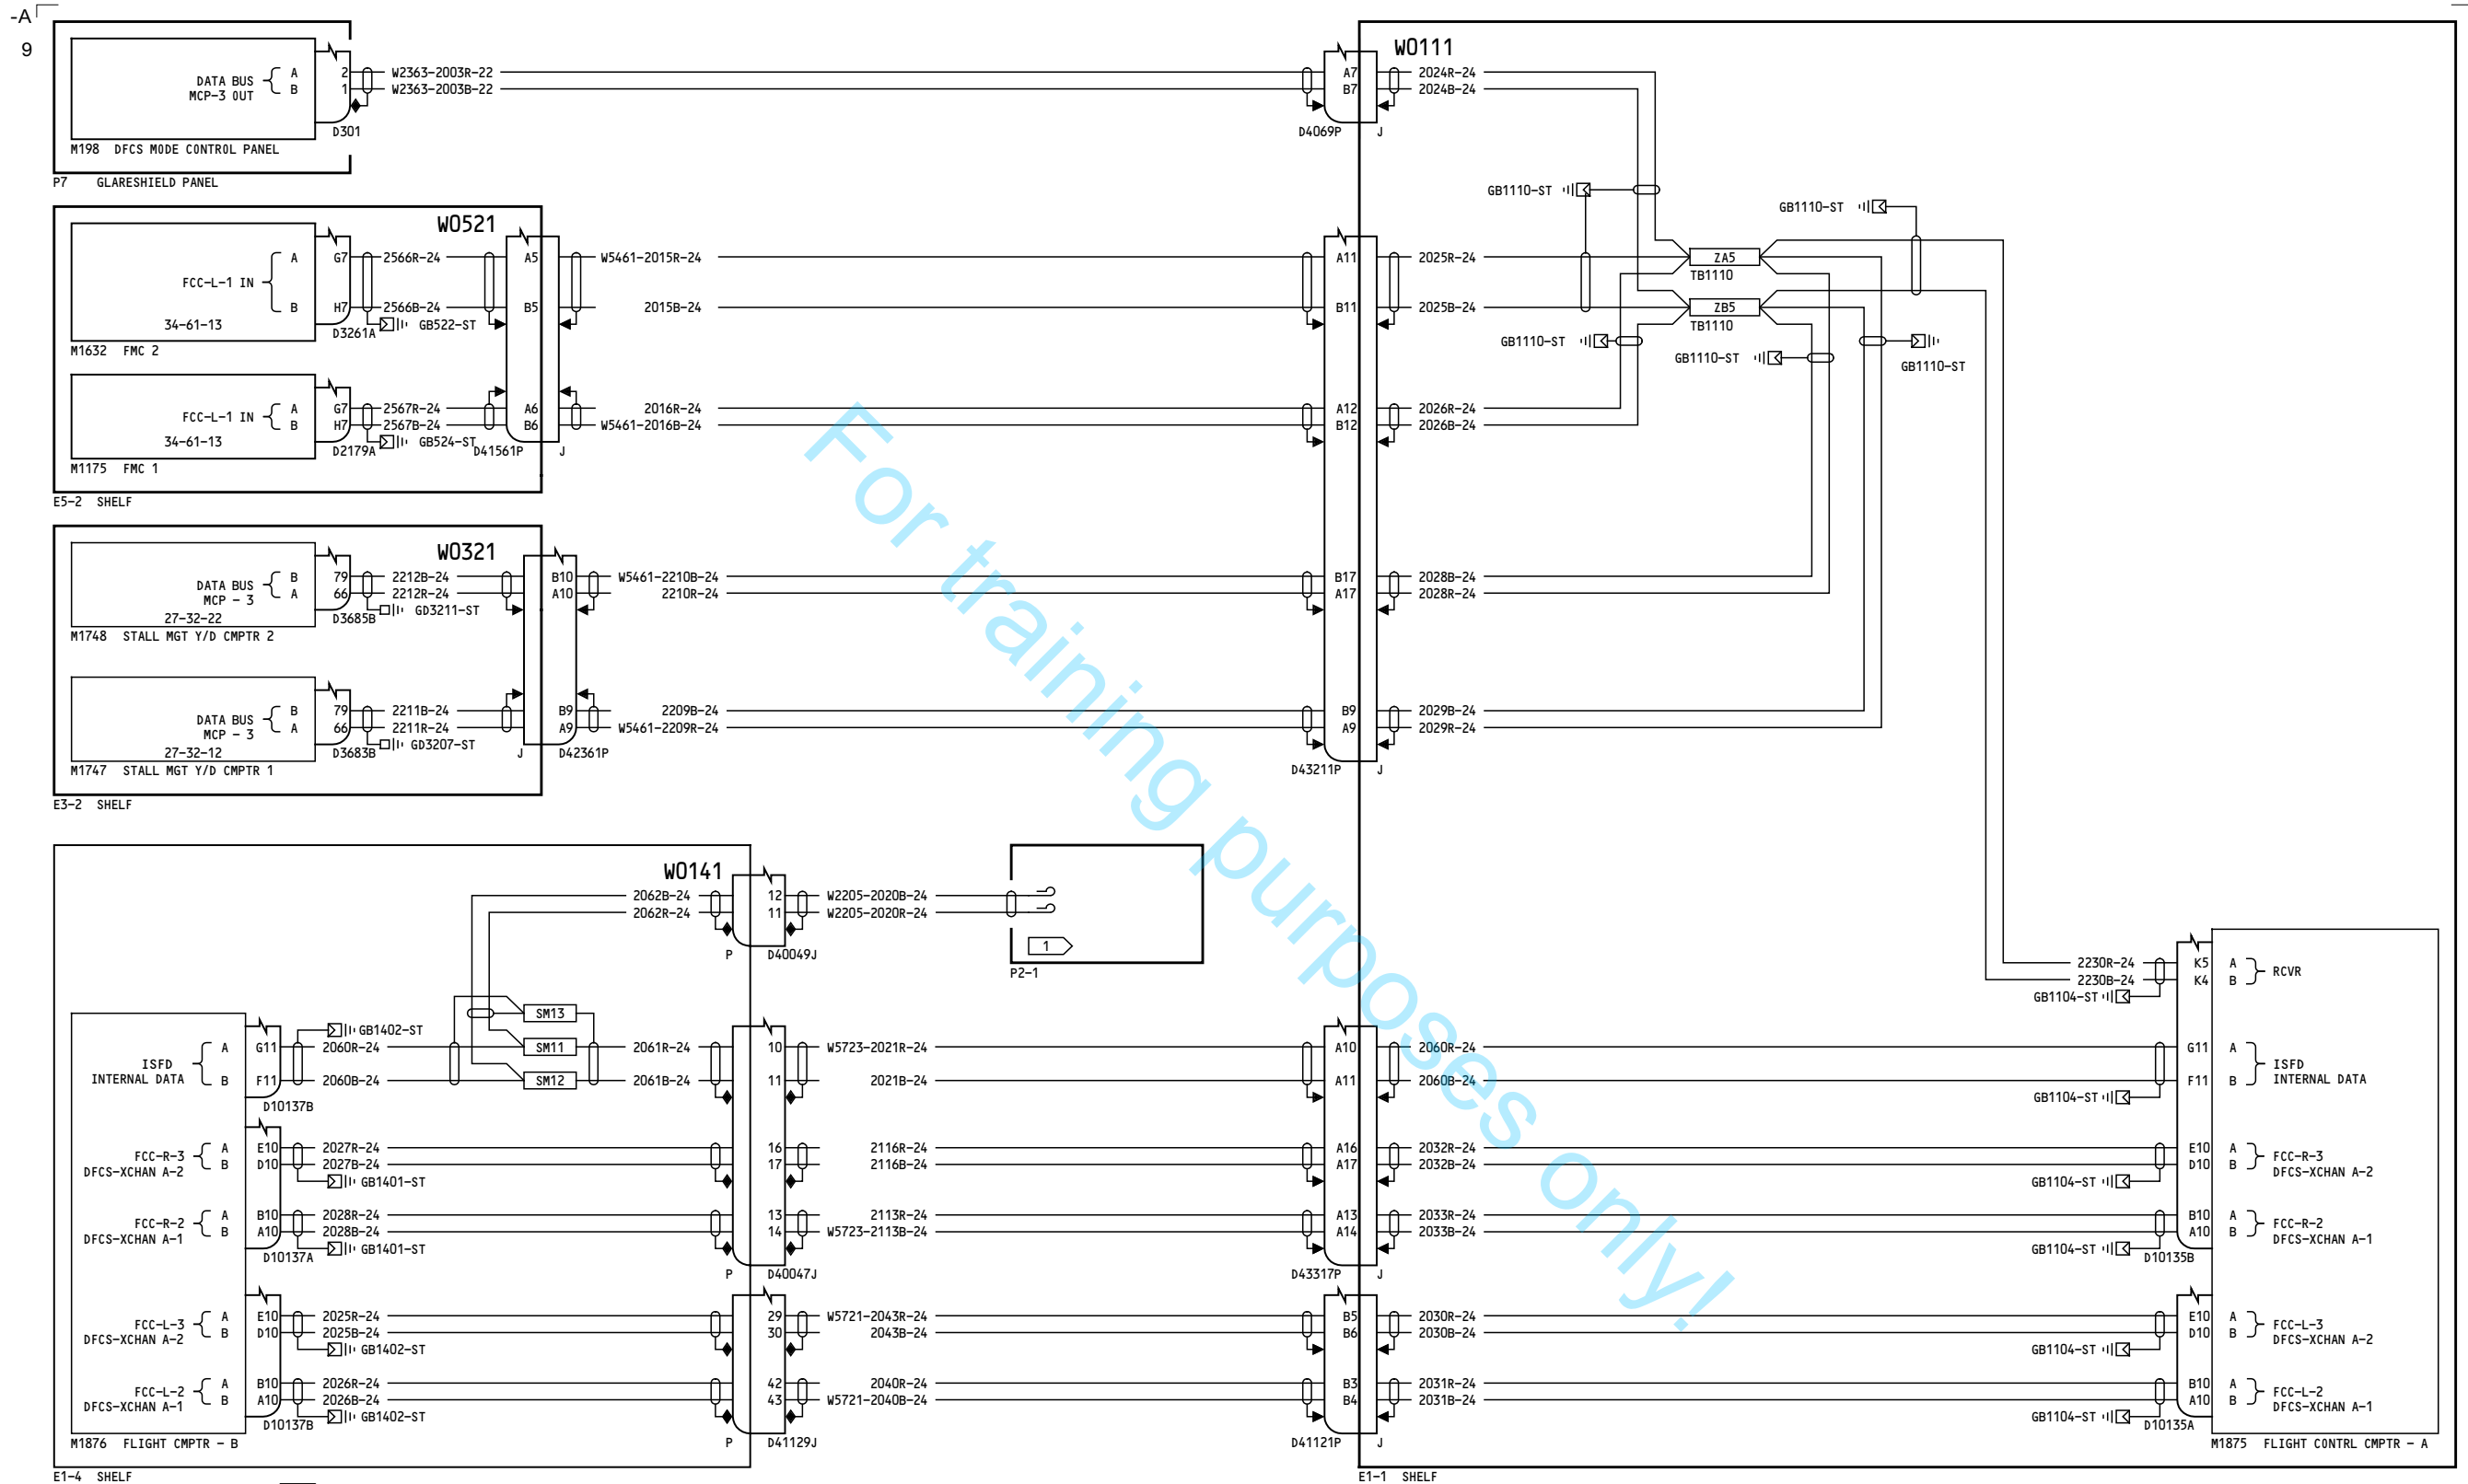 -A
9
W0111
DATA BUS A 2 W2363-2003R-22 A7 2024R-24
MCP-3 OUT B 1 W2363-2003B-22 B7 2024B-24
D301 D4069P J
M198 DFCS MODE CONTROL PANEL
P7 GLARESHIELD PANEL
GB1110-ST
GB1110-ST
W0521
A G7 2566R-24 A5 W5461-2015R-24 A11 2025R-24 ZA5
TB1110
FCC-L-1 IN
B H7 2566B-24 B5 2015B-24 B11 2025B-24 ZB5
34-61-13 D3261A GB522-ST TB1110
M1632 FMC 2
GB1110-ST GB1110-ST GB1110-ST
FCC-L-1 IN A G7 2567R-24 A6 2016R-24 A12 2026R-24
B H7 2567B-24 B6 W5461-2016B-24 B12 2026B-24
34-61-13 D2179A GB524-ST D41561P J
M1175 FMC 1
E5-2 SHELF
W0321
DATA BUS B 79 2212B-24 B10 W5461-2210B-24 B17 2028B-24
MCP - 3 A 66 2212R-24 A10 2210R-24 A17 2028R-24
27-32-22 D3685B GD3211-ST
M1748 STALL MGT Y/D CMPTR 2
DATA BUS B 79 2211B-24 B9 2209B-24 B9 2029B-24
MCP - 3 A 66 2211R-24 A9 W5461-2209R-24 A9 2029R-24
27-32-12 D3683B GD3207-ST J D42361P D43211P J
M1747 STALL MGT Y/D CMPTR 1
E3-2 SHELF
W0141
2062B-24 12 W2205-2020B-24
2062R-24 11 W2205-2020R-24
1
P D40049J P2-1
2230R-24 K5 A RCVR
2230B-24 K4 B
GB1104-ST
SM13
GB1402-ST
A G11 2060R-24 SM11 2061R-24 10 W5723-2021R-24 A10 2060R-24 G11 A
ISFD ISFD
INTERNAL DATA B F11 2060B-24 SM12 2061B-24 11 2021B-24 A11 2060B-24 F11 B INTERNAL DATA
D10137B GB1104-ST
FCC-R-3 A E10 2027R-24 16 2116R-24 A16 2032R-24 E10 A FCC-R-3
DFCS-XCHAN A-2 B D10 2027B-24 17 2116B-24 A17 2032B-24 D10 B DFCS-XCHAN A-2
GB1401-ST GB1104-ST
FCC-R-2 A B10 2028R-24 13 2113R-24 A13 2033R-24 B10 A FCC-R-2
DFCS-XCHAN A-1 B A10 2028B-24 14 W5723-2113B-24 A14 2033B-24 A10 B DFCS-XCHAN A-1
D10137A GB1401-ST GB1104-ST D10135B
P D40047J D43317P J
FCC-L-3 A E10 2025R-24 29 W5721-2043R-24 B5 2030R-24 E10 A FCC-L-3
DFCS-XCHAN A-2 B D10 2025B-24 30 2043B-24 B6 2030B-24 D10 B DFCS-XCHAN A-2
GB1402-ST GB1104-ST
FCC-L-2 A B10 2026R-24 42 2040R-24 B3 2031R-24 B10 A FCC-L-2
DFCS-XCHAN A-1 B A10 2026B-24 43 W5721-2040B-24 B4 2031B-24 A10 B DFCS-XCHAN A-1
D10137B GB1402-ST GB1104-ST D10135A
M1876 FLIGHT CMPTR - B P D41129J D41121P J M1875 FLIGHT CONTRL CMPTR - A
E1-4 SHELF E1-1 SHELF
For training purposes only!